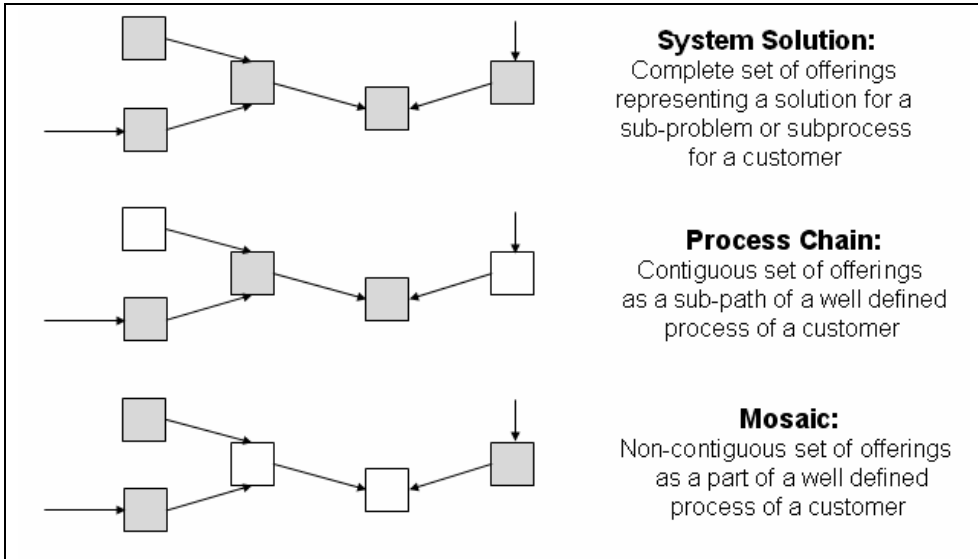 System Solution:
Complete set of offerings
representing a solution for a
sub-problem or subprocess
for a customer
Process Chain:
Contiguous set of offerings
as a sub-path of a well defined
process of a customer
Mosaic:
Non-contiguous set of offerings
as a part of a well defined
process of a customer